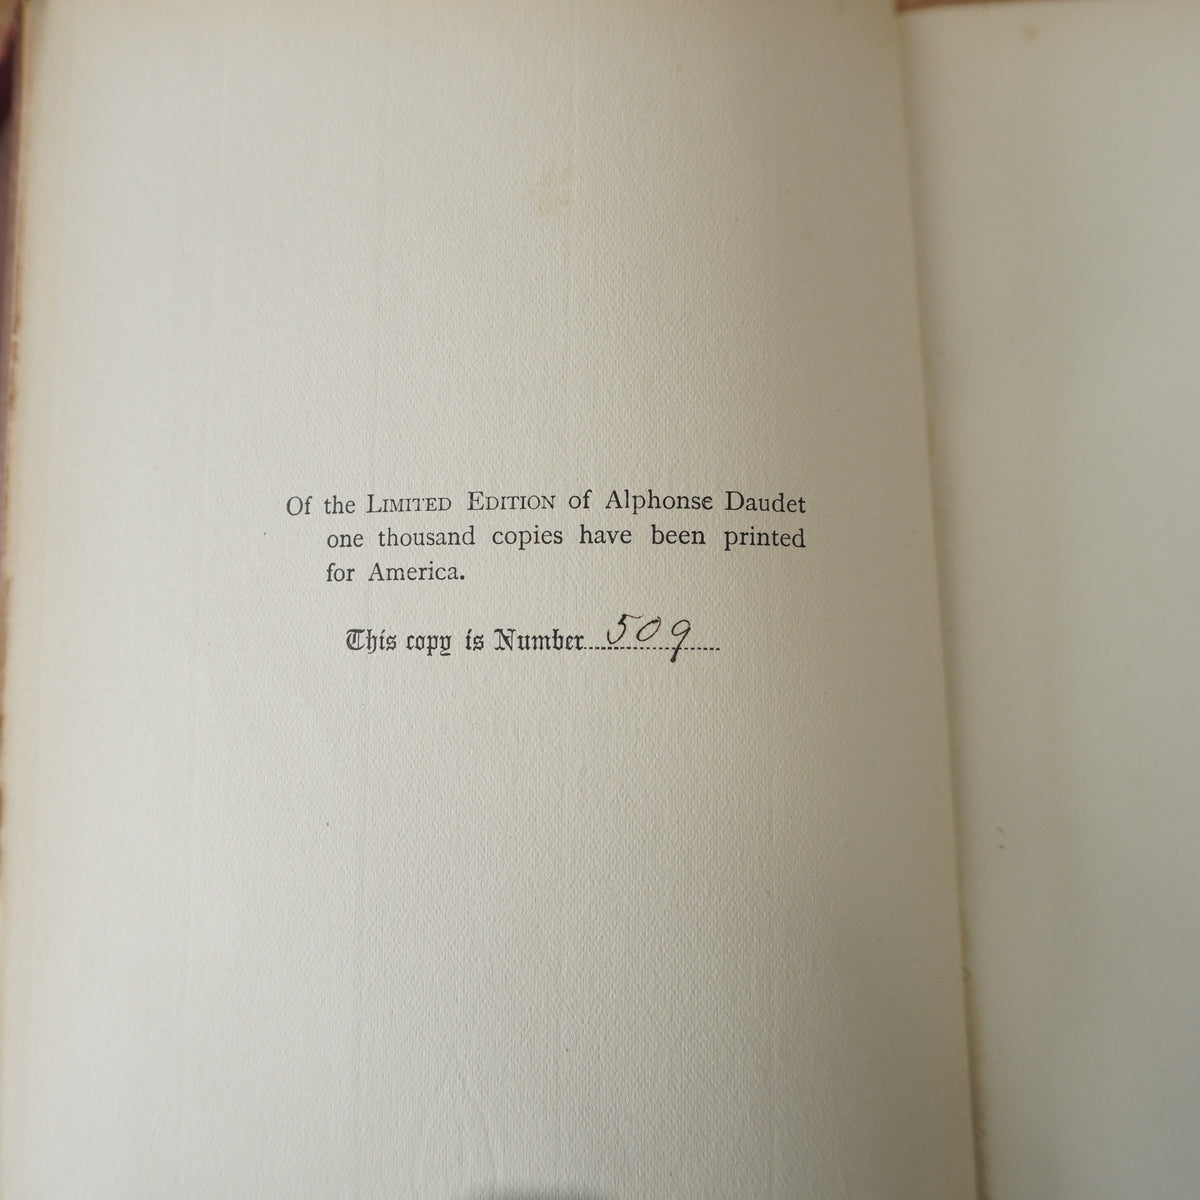 Of the LIMITED EDITION of Alphonse Daudet
one thousand copies have been printed
for America.
This copy is Number....509....